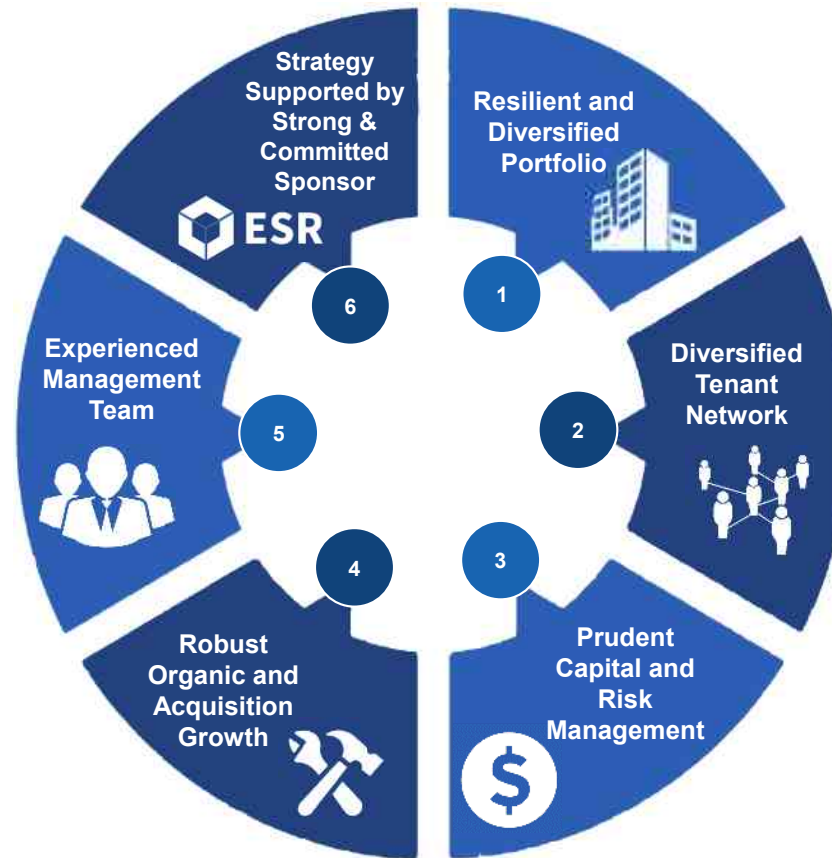 Strategy
Supported by
Strong &
Committed
Sponsor
ESR
6
Resilient and
Diversified
Portfolio
1
Diversified
Tenant
Network
2
Prudent
Capital and
Risk
Management
3
$
Robust
Organic and
Acquisition
Growth
4
Experienced
Management
Team
5